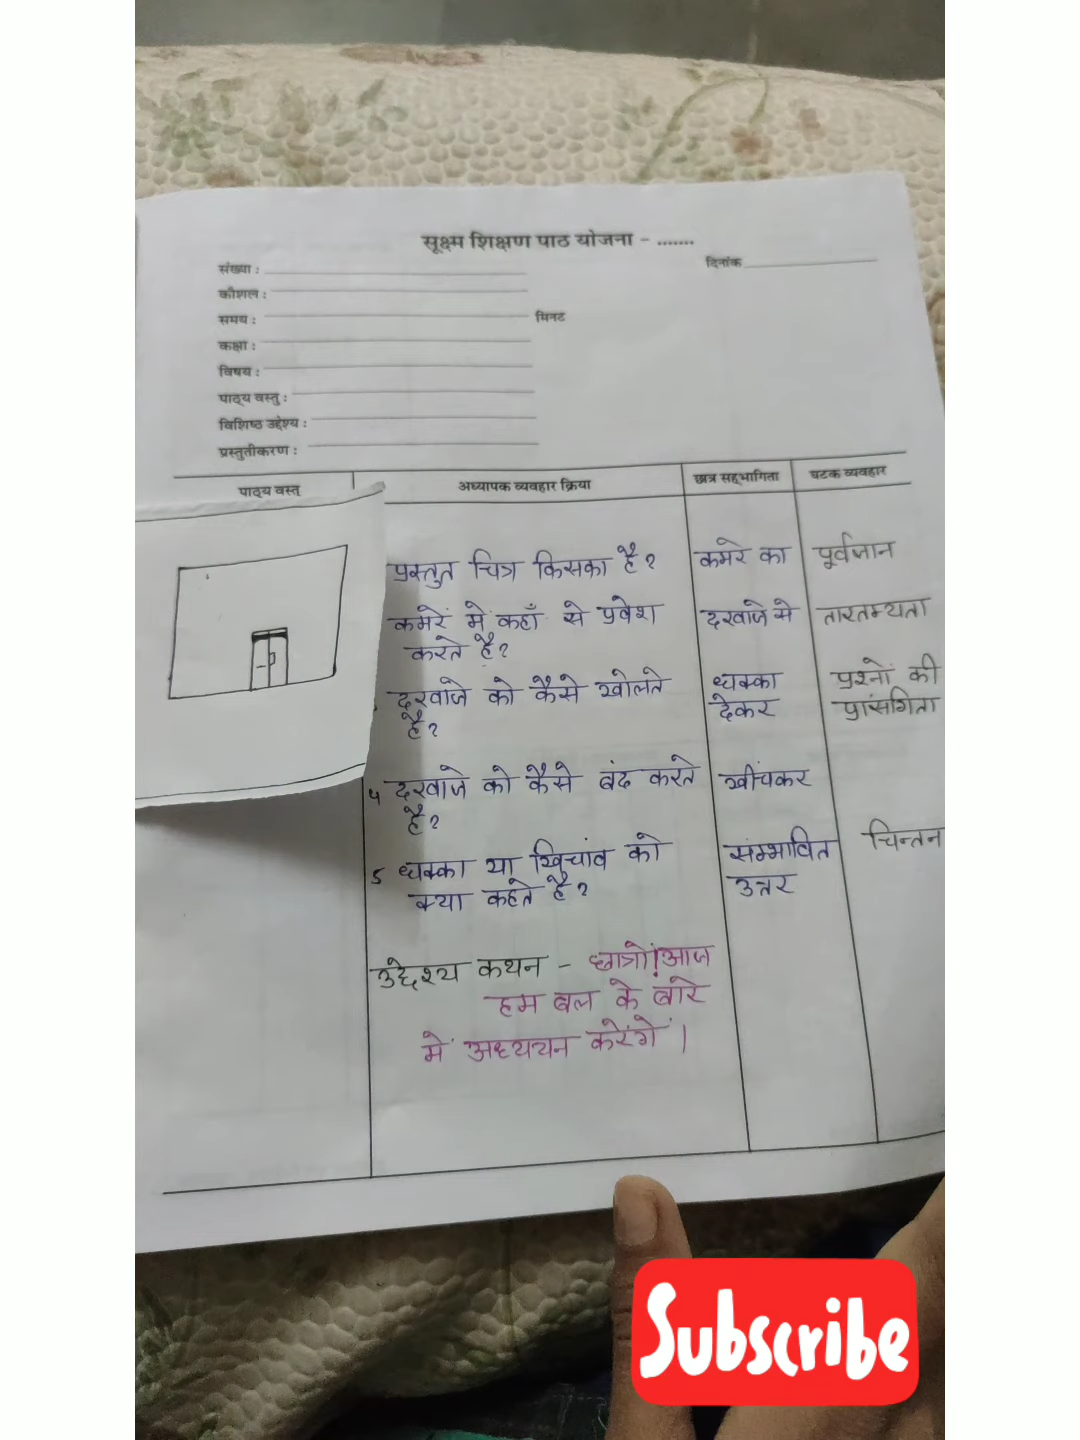 सूक्ष्म शिक्षण पाठ योजना - .......
दिनांक
संख्या :
कौशल :
समय : मिनट
कक्षा :
विषय :
पाठ्य वस्तु :
विशिष्ठ उद्देश्य :
प्रस्तुतीकरण :
पाठ्य वस्तु अध्यापक व्यवहार क्रिया छात्र सहभागिता घटक व्यवहार
प्रस्तुत चित्र किसका है? कमरे का पूर्वज्ञान
कमरें में कहाँ से प्रवेश दरवाजे से तारतम्यता
करते है?
दरवाजे को कैसे खोलते धक्का प्रश्नों की
है? देकर प्रासंगिता
4 दरवाजे को कैसे बंद करते खींचकर
है?
5 धक्का या खिचांव को सम्भावित चिन्तन
क्या कहते है? उत्तर
उद्देश्य कथन - छात्रों! आज
हम बल के बारे
में अध्ययन करेंगें।
Subscribe